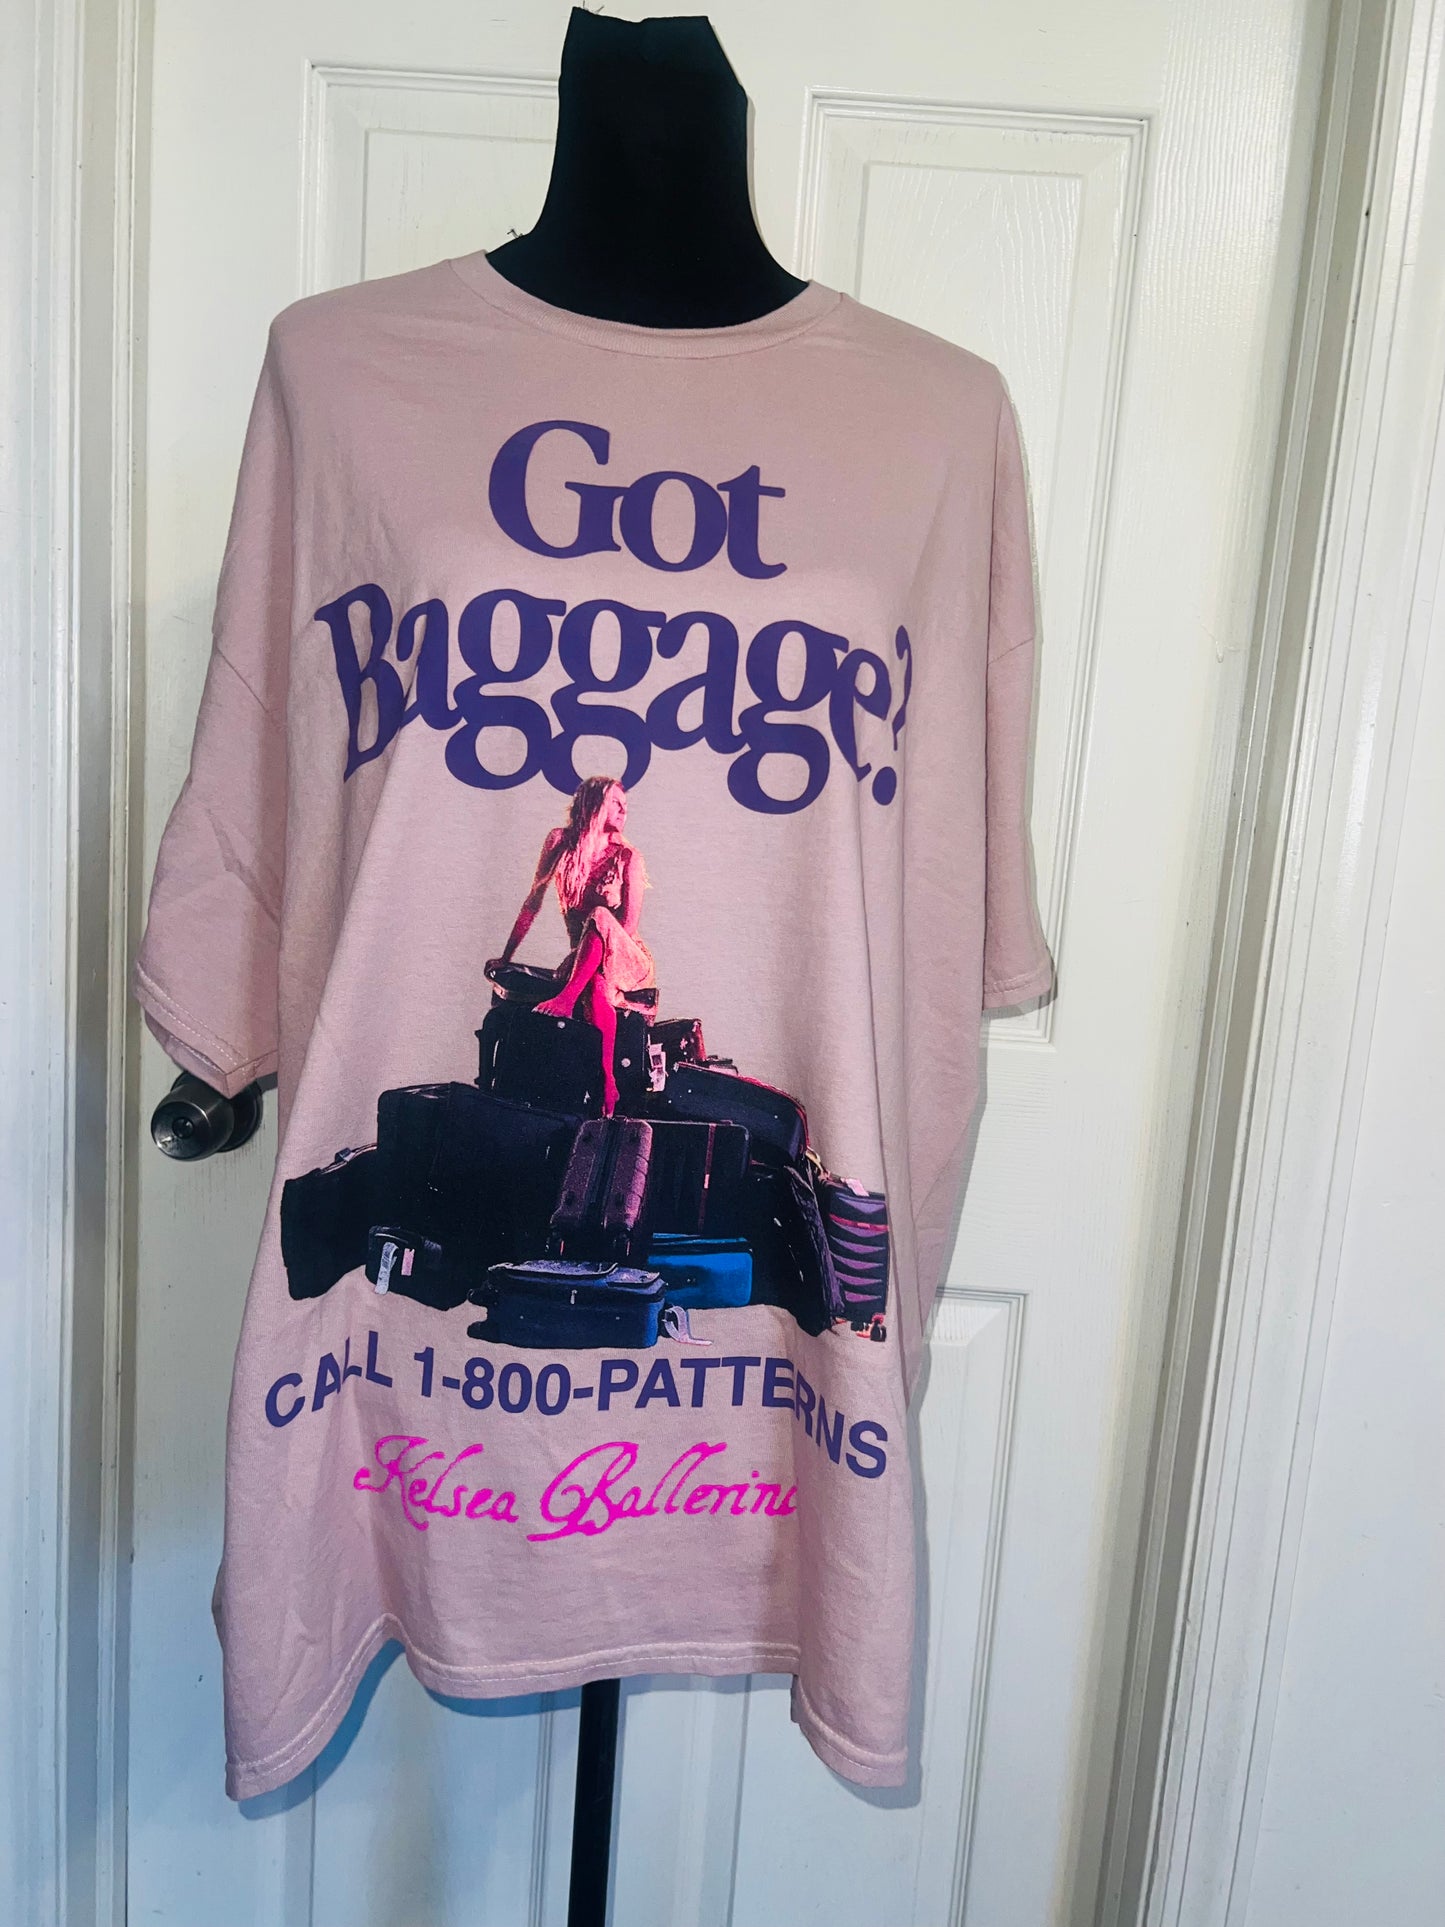 Got
Baggage?
CALL 1-800-PATTERNS
Kelsea Ballerini